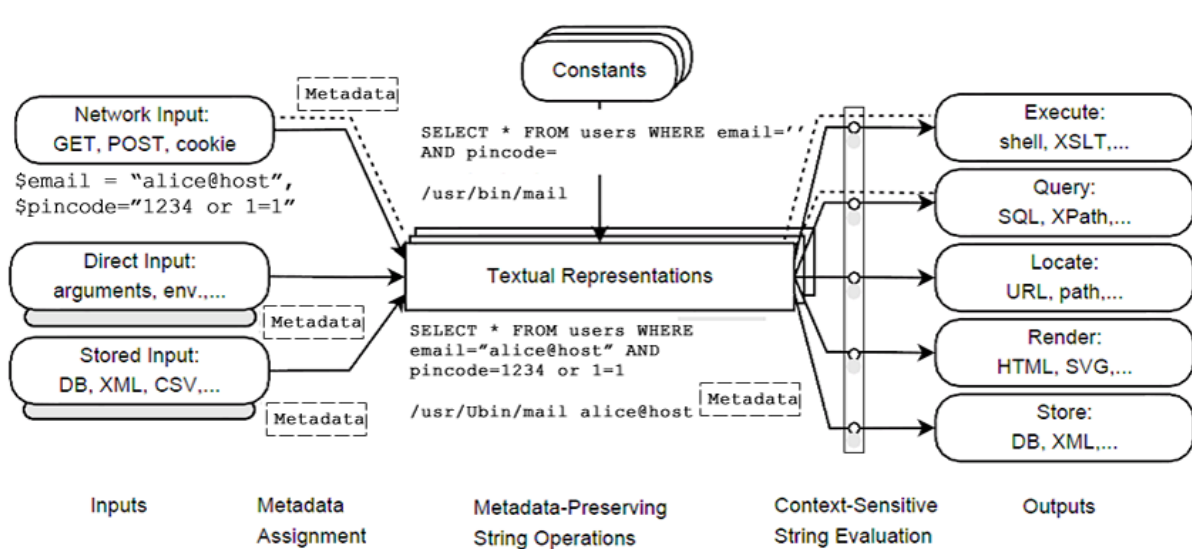 Constants
Metadata
Network Input:
GET, POST, cookie
$email = “alice@host”,
$pincode=”1234 or 1=1”
SELECT * FROM users WHERE email=’’
AND pincode=
/usr/bin/mail
Execute:
shell, XSLT,...
Query:
SQL, XPath,...
Direct Input:
arguments, env.,...
Metadata
Textual Representations
Locate:
URL, path,...
Stored Input:
DB, XML, CSV,...
Metadata
SELECT * FROM users WHERE
email=”alice@host” AND
pincode=1234 or 1=1
/usr/Ubin/mail alice@host
Metadata
Render:
HTML, SVG,...
Store:
DB, XML,...
Inputs
Metadata
Assignment
Metadata-Preserving
String Operations
Context-Sensitive
String Evaluation
Outputs